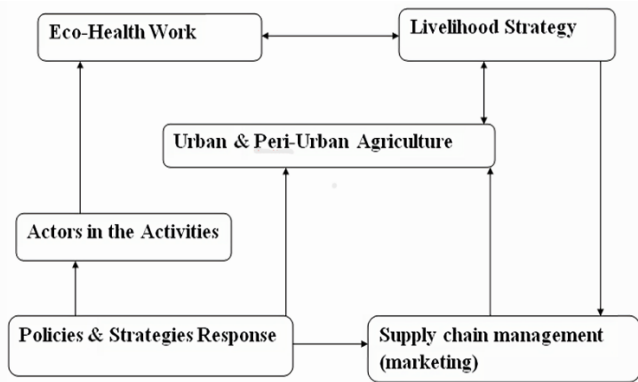 Eco-Health Work
Livelihood Strategy
Urban & Peri-Urban Agriculture
Actors in the Activities
Policies & Strategies Response
Supply chain management
(marketing)